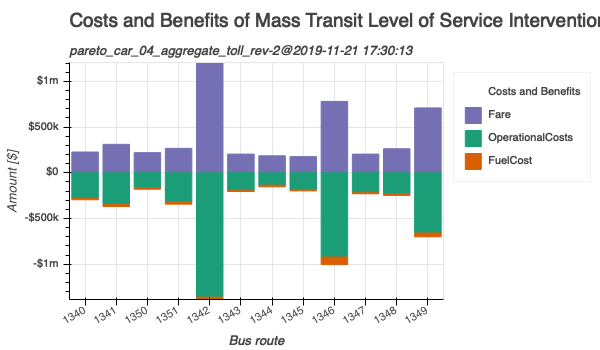 Costs and Benefits of Mass Transit Level of Service Intervention
pareto_car_04_aggregate_toll_rev-2@2019-11-21 17:30:13
$1m
$500k
$0
-$500k
-$1m
Amount [$]
Costs and Benefits
Fare
OperationalCosts
FuelCost
1340
1341
1350
1351
1342
1343
1344
1345
1346
1347
1348
1349
Bus route